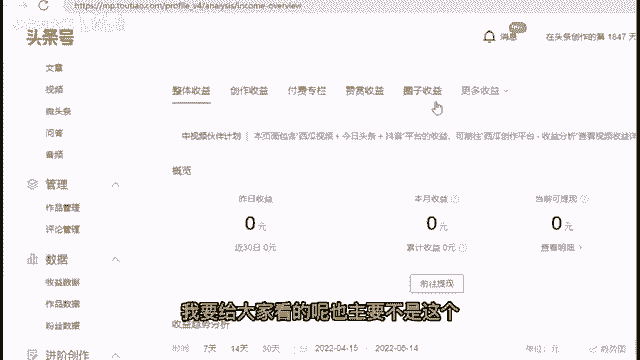 https://mp.toutiao.com/profile_v4/analysis/income-overview
头条号
消息
在头条创作的第 1847 天
文章
视频
微头条
问答
音频
整体收益 创作收益 付费专栏 赞赏收益 圈子收益 更多收益
中视频伙伴计划 | 本页面包含"西瓜视频 + 今日头条 + 抖音"平台的收益，可前往"西瓜创作平台 - 收益分析"查看视频收益详
概览
管理
作品管理
评论管理
昨日收益 本月收益 当前可提现
0元 0元 0元
近30日 0元 累计收益 0元 查看明细 >
数据
收益数据
作品数据
粉丝数据
前往提现
我要给大家看的呢也主要不是这个
收益趋势分析
7天 14天 30天 2022-04-15 - 2022-05-14
进阶创作